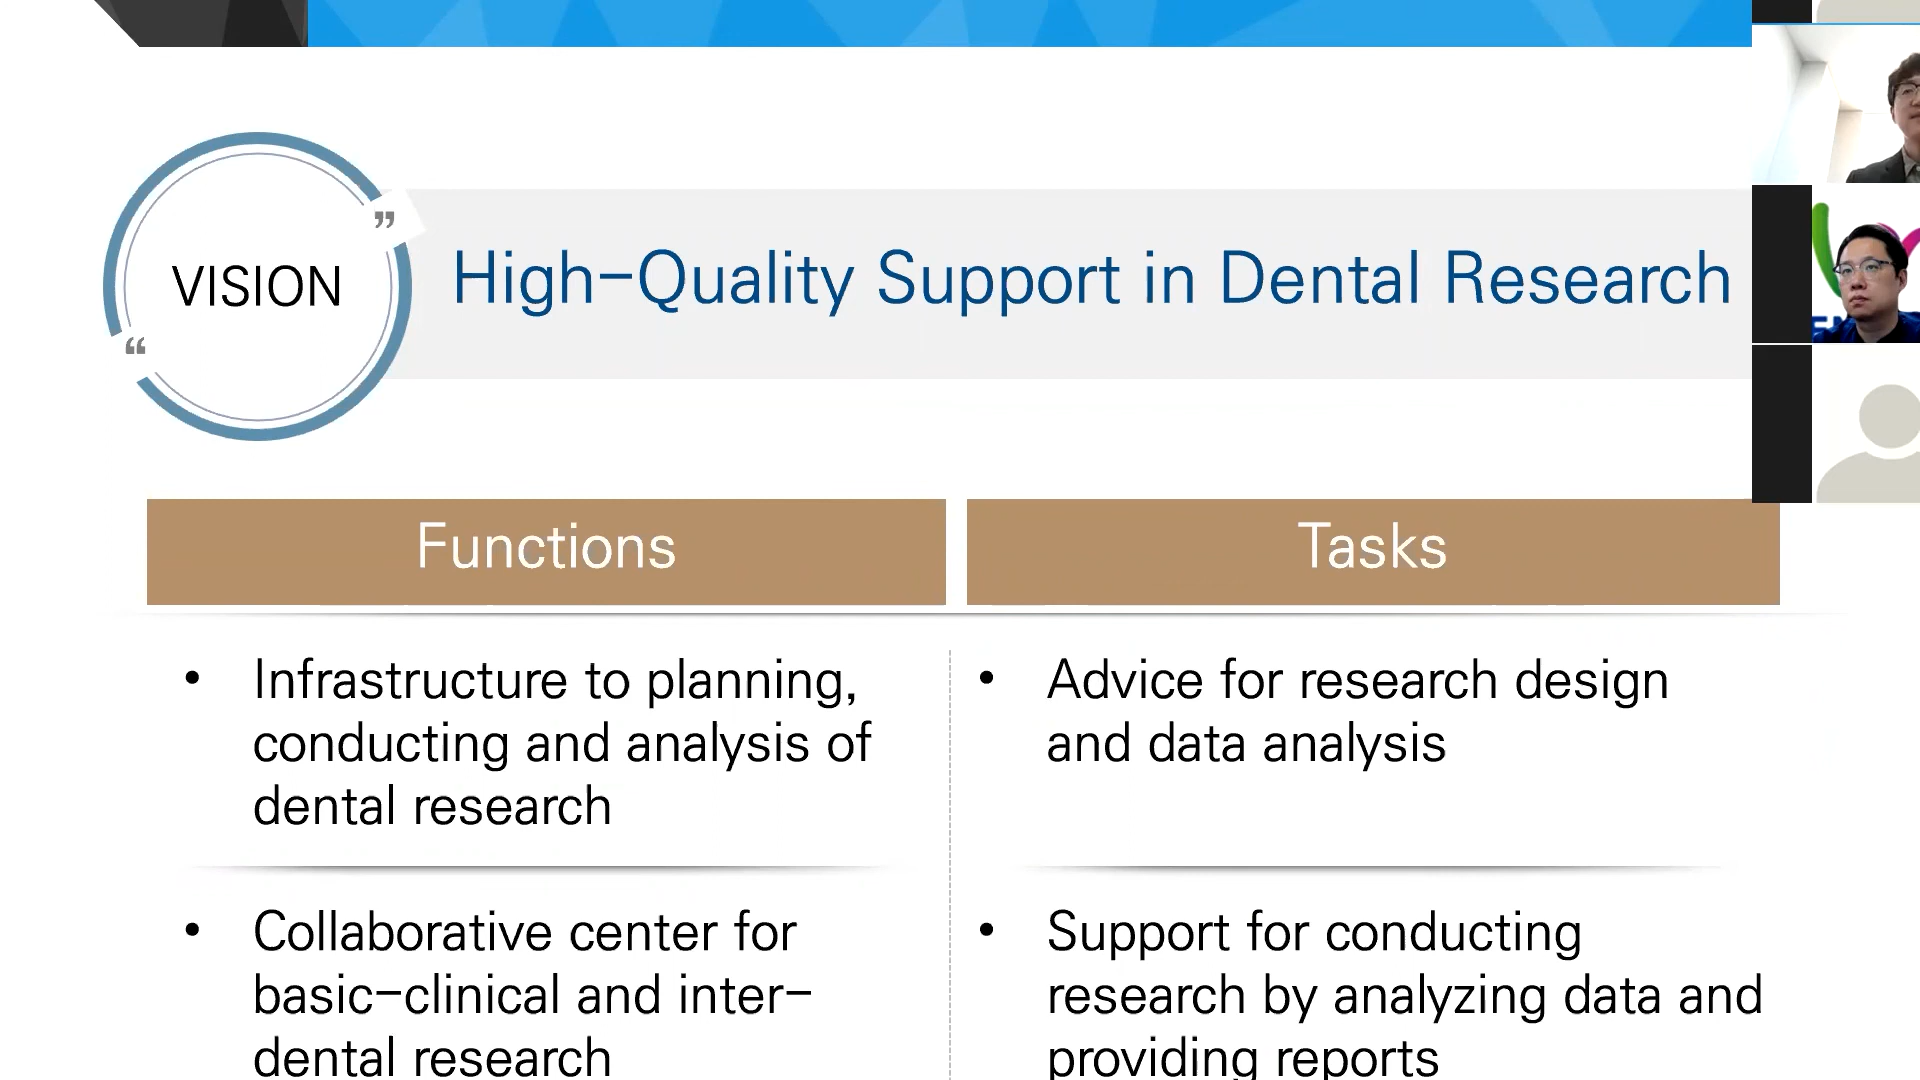 VISION
High-Quality Support in Dental Research
Functions
Tasks
• Infrastructure to planning,
conducting and analysis of
dental research
• Advice for research design
and data analysis
• Collaborative center for
basic-clinical and inter-
dental research
• Support for conducting
research by analyzing data and
providing reports